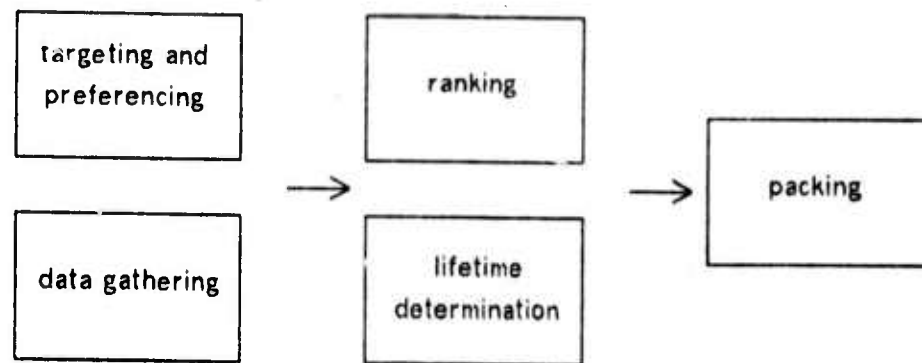 targeting and
preferencing
data gathering
ranking
lifetime
determination
packing